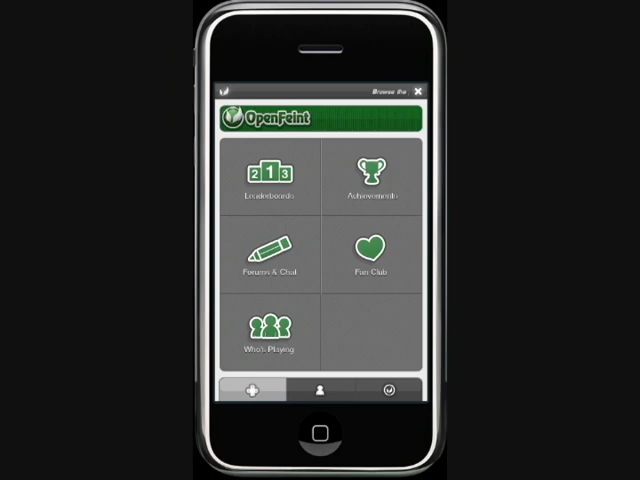 Browse the
OpenFeint
2 1 3
Leaderboards
Achievements
Forums & Chat
Fan Club
Who's Playing